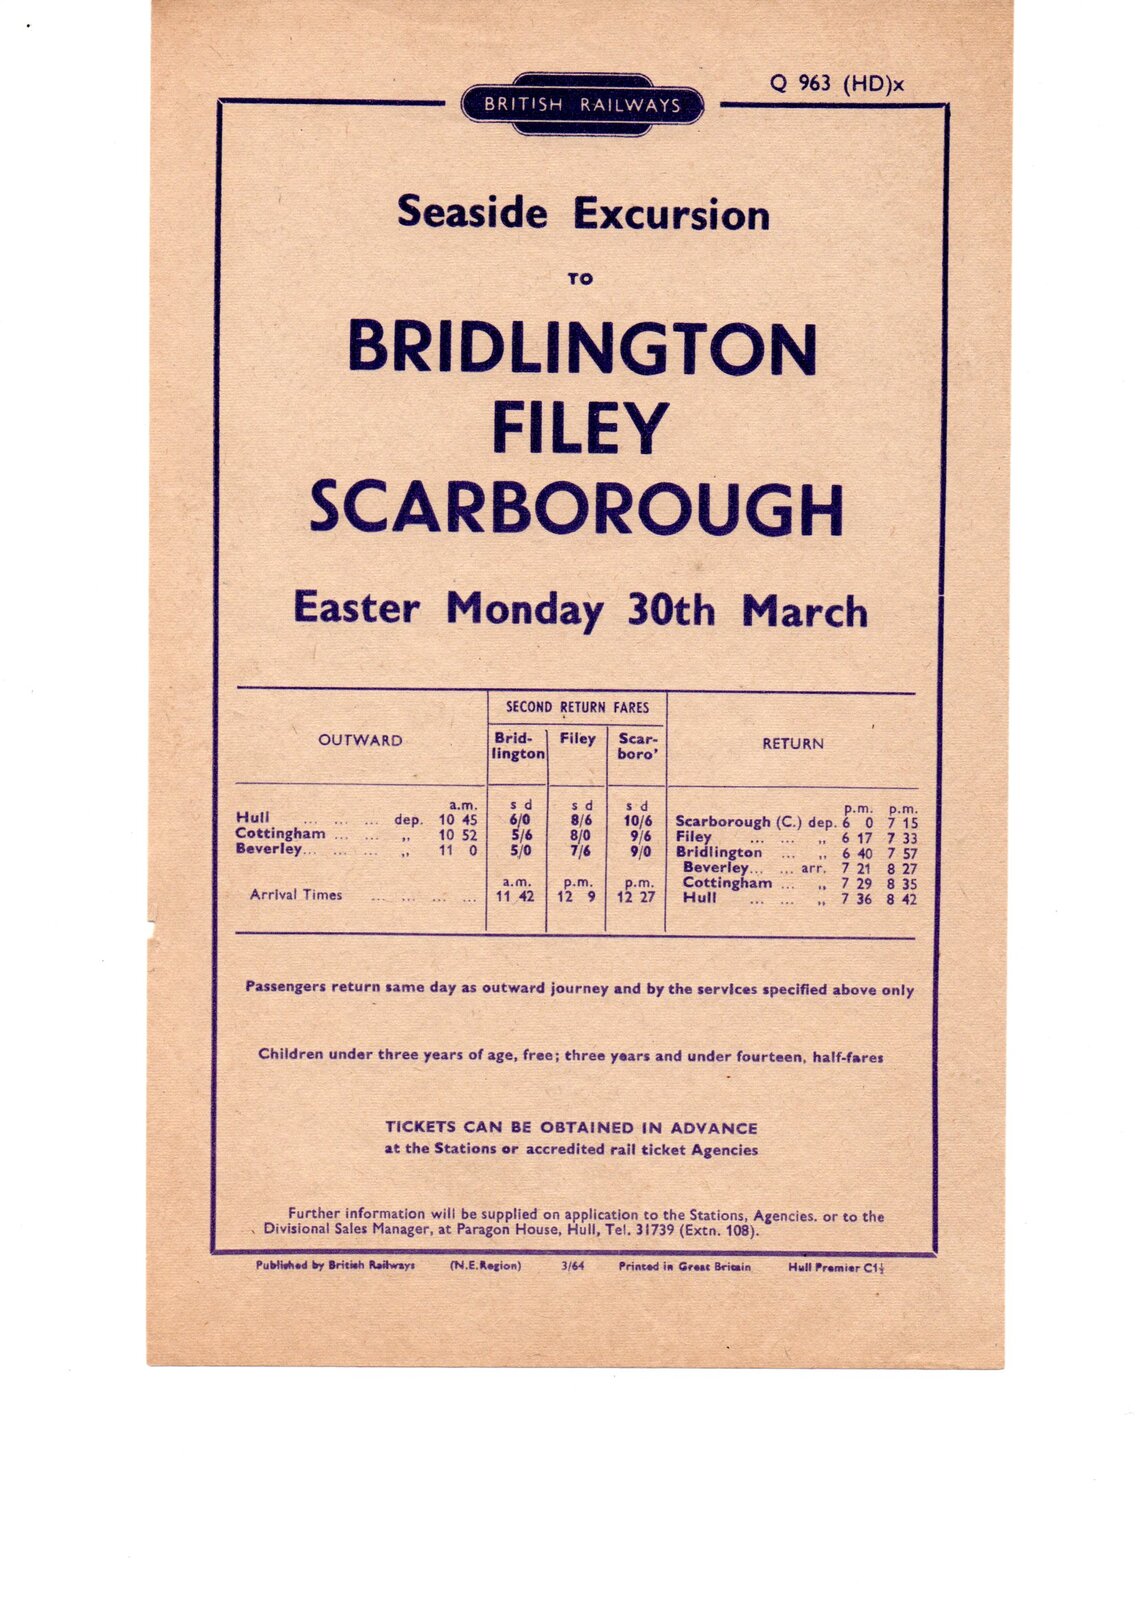 Q 963 (HD)x
BRITISH RAILWAYS
Seaside Excursion
TO
BRIDLINGTON
FILEY
SCARBOROUGH
Easter Monday 30th March
OUTWARD
SECOND RETURN FARES
Brid-lington Filey Scar-boro'
RETURN
a.m. s d s d s d p.m. p.m.
Hull ... ... ... dep. 10 45 6/0 8/6 10/6 Scarborough (C.) dep. 6 0 7 15
Cottingham ... ... ,, 10 52 5/6 8/0 9/6 Filey ... ... ,, 6 17 7 33
Beverley... ... ... ,, 11 0 5/0 7/6 9/0 Bridlington ... ,, 6 40 7 57
Beverley... ... arr. 7 21 8 27
a.m. p.m. p.m. Cottingham ... ,, 7 29 8 35
Arrival Times ... ... ... ... 11 42 12 9 12 27 Hull ... ... ,, 7 36 8 42
Passengers return same day as outward journey and by the services specified above only
Children under three years of age, free; three years and under fourteen, half-fares
TICKETS CAN BE OBTAINED IN ADVANCE
at the Stations or accredited rail ticket Agencies
Further information will be supplied on application to the Stations, Agencies. or to the
Divisional Sales Manager, at Paragon House, Hull, Tel. 31739 (Extn. 108).
Published by British Railways (N.E.Region) 3/64 Printed in Great Britain Hull Premier C1½